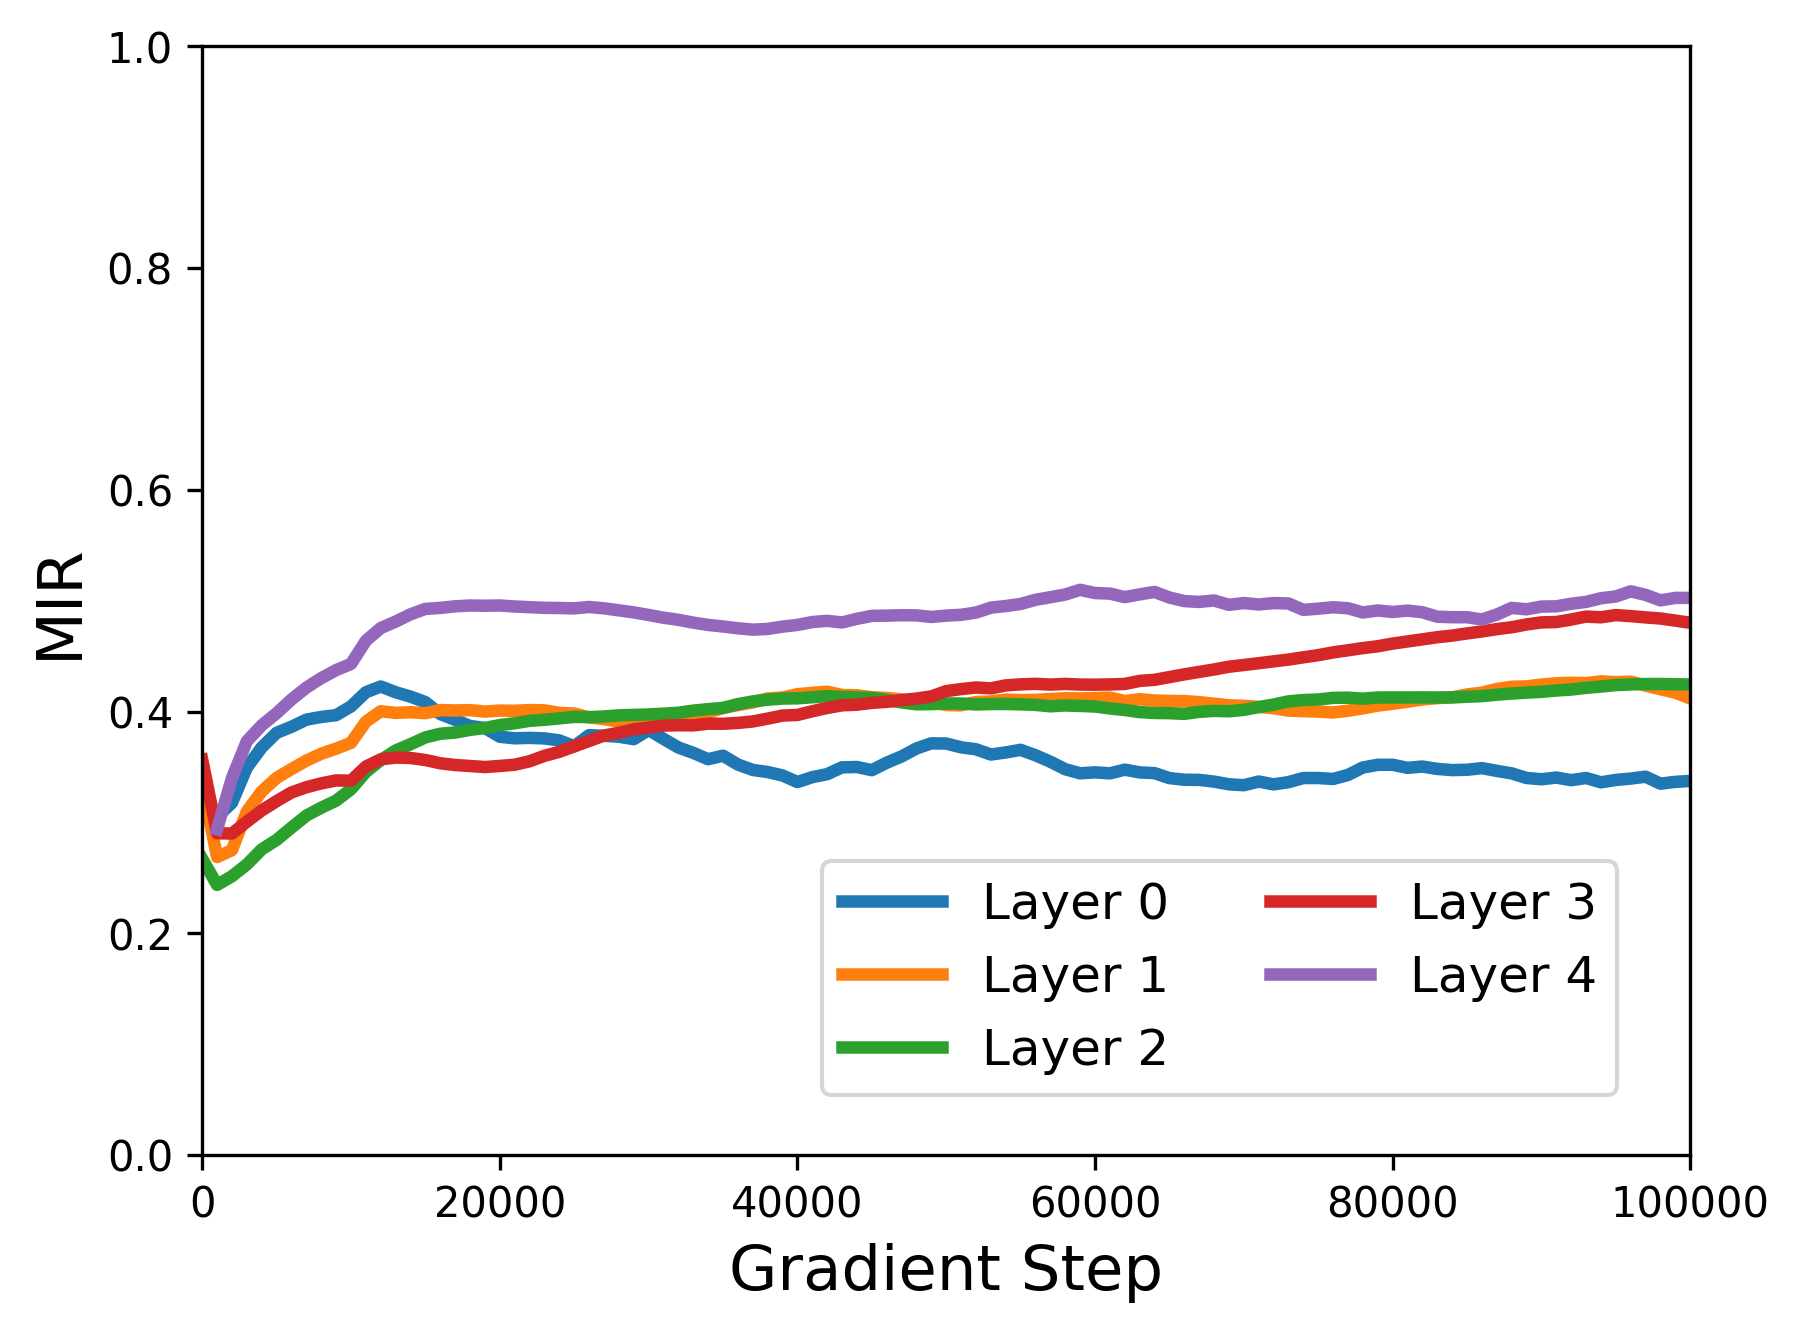 1.0
0.8
0.6
0.4
0.2
0.0
MIR
0 20000 40000 60000 80000 100000
Gradient Step
Layer 0
Layer 1
Layer 2
Layer 3
Layer 4